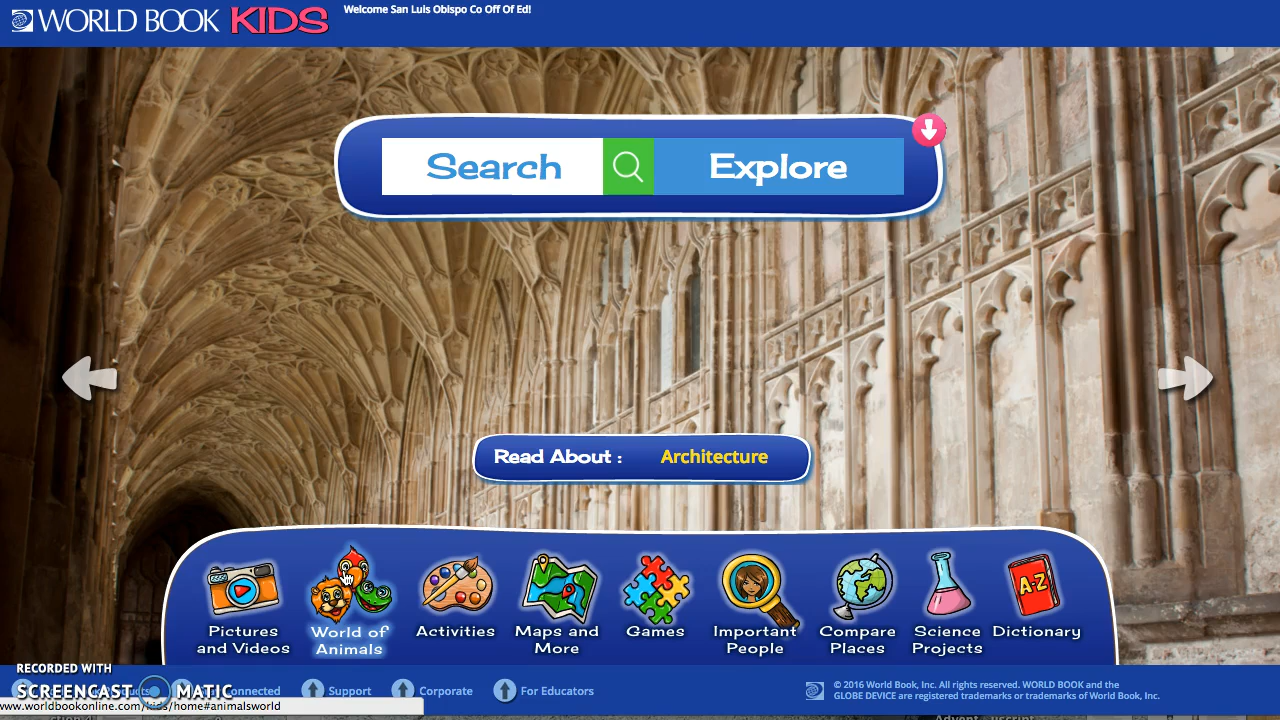 WORLD BOOK KIDS
Welcome San Luis Obispo Co Off Of Ed!
Search
Explore
Read About : Architecture
Pictures and Videos
World of Animals
Activities
Maps and More
Games
Important People
Compare Places
Science Projects
A-Z
Dictionary
RECORDED WITH
SCREENCAST MATIC
Support
Corporate
For Educators
© 2016 World Book, Inc. All rights reserved. WORLD BOOK and the
GLOBE DEVICE are registered trademarks or trademarks of World Book, Inc.
www.worldbookonline.com/kids/home#animalsworld